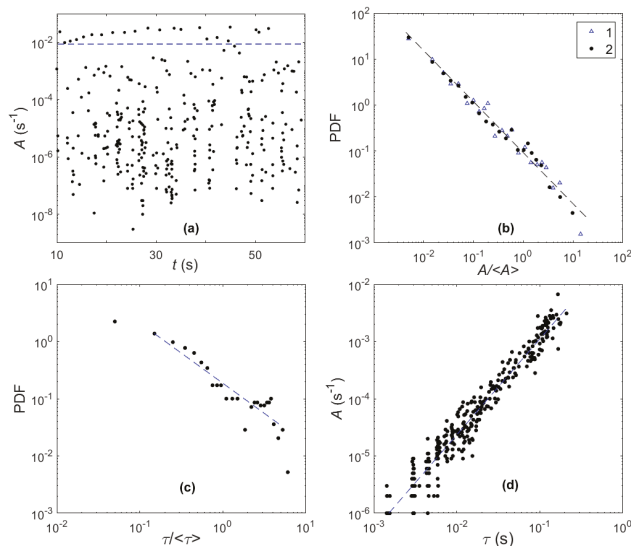 10^-2
10^-4
10^-6
10^-8
A (s^-1)
10 30 50
t (s)
(a)
10^2
10^1
10^0
10^-1
10^-2
10^-3
PDF
1
2
10^-2 10^-1 10^0 10^1 10^2
A/<A>
(b)
10^1
10^0
10^-1
10^-2
10^-3
PDF
10^-2 10^-1 10^0 10^1
τ/<τ>
(c)
10^-2
10^-3
10^-4
10^-5
10^-6
A (s^-1)
10^-3 10^-2 10^-1 10^0
τ (s)
(d)